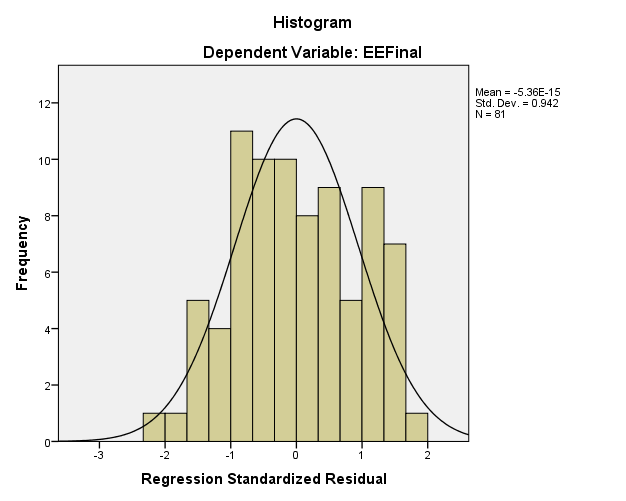 Histogram
Dependent Variable: EEFinal
Mean = -5.36E-15
Std. Dev. = 0.942
N = 81
12
10
8
6
4
2
0
Frequency
-3 -2 -1 0 1 2
Regression Standardized Residual